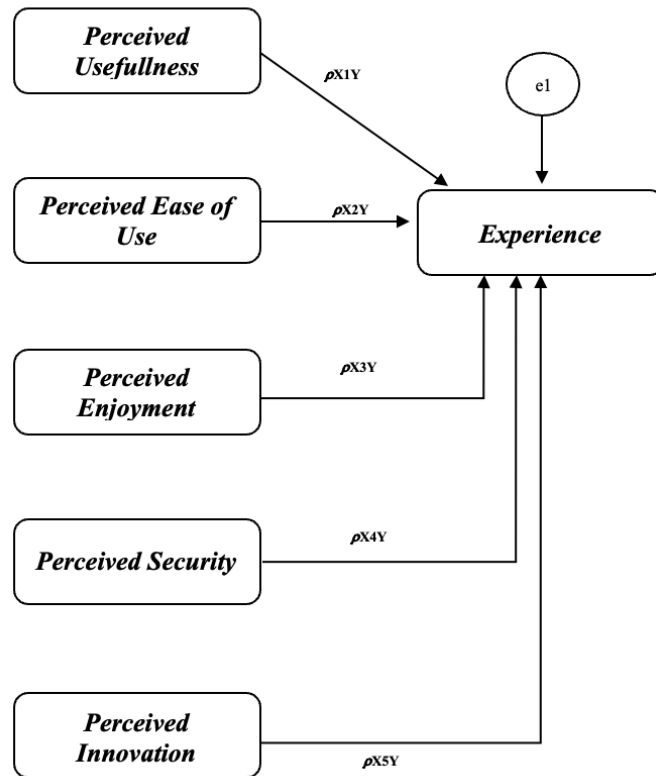 Perceived
Usefullness
ρX1Y
e1
Perceived Ease of
Use
ρX2Y
Experience
Perceived
Enjoyment
ρX3Y
Perceived Security
ρX4Y
Perceived
Innovation
ρX5Y